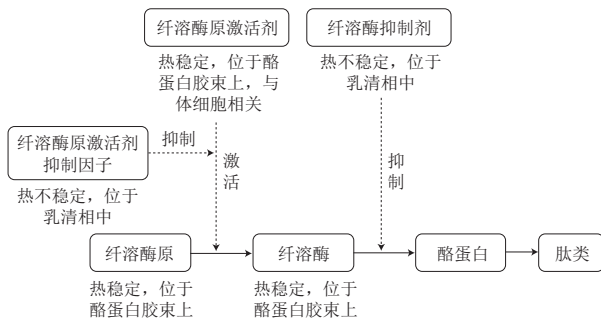 纤溶酶原激活剂
热稳定，位于酪
蛋白胶束上，与
体细胞相关
纤溶酶抑制剂
热不稳定，位于
乳清相中
纤溶酶原激活剂
抑制因子
热不稳定，位于
乳清相中
抑制
激活
抑制
纤溶酶原
热稳定，位于
酪蛋白胶束上
纤溶酶
热稳定，位于
酪蛋白胶束上
酪蛋白
肽类